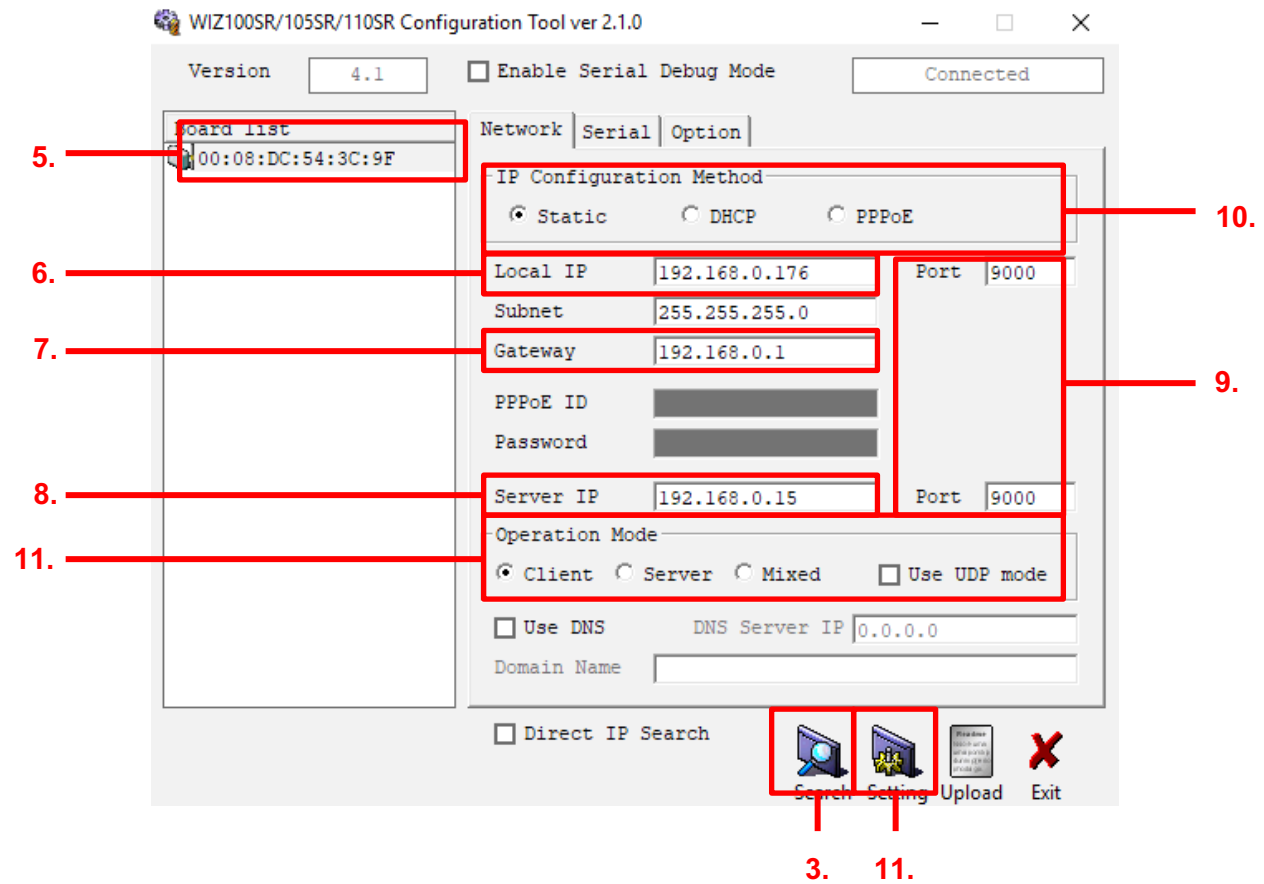 WIZ100SR/105SR/110SR Configuration Tool ver 2.1.0
Version 4.1 Enable Serial Debug Mode Connected
Board list Network Serial Option
5. 00:08:DC:54:3C:9F
IP Configuration Method
Static DHCP PPPoE
10.
6. Local IP 192.168.0.176 Port 9000
Subnet 255.255.255.0
7. Gateway 192.168.0.1
9.
PPPoE ID
Password
8. Server IP 192.168.0.15 Port 9000
Operation Mode
11. Client Server Mixed Use UDP mode
Use DNS DNS Server IP 0.0.0.0
Domain Name
Direct IP Search
Readme
Search Setting Upload Exit
3. 11.